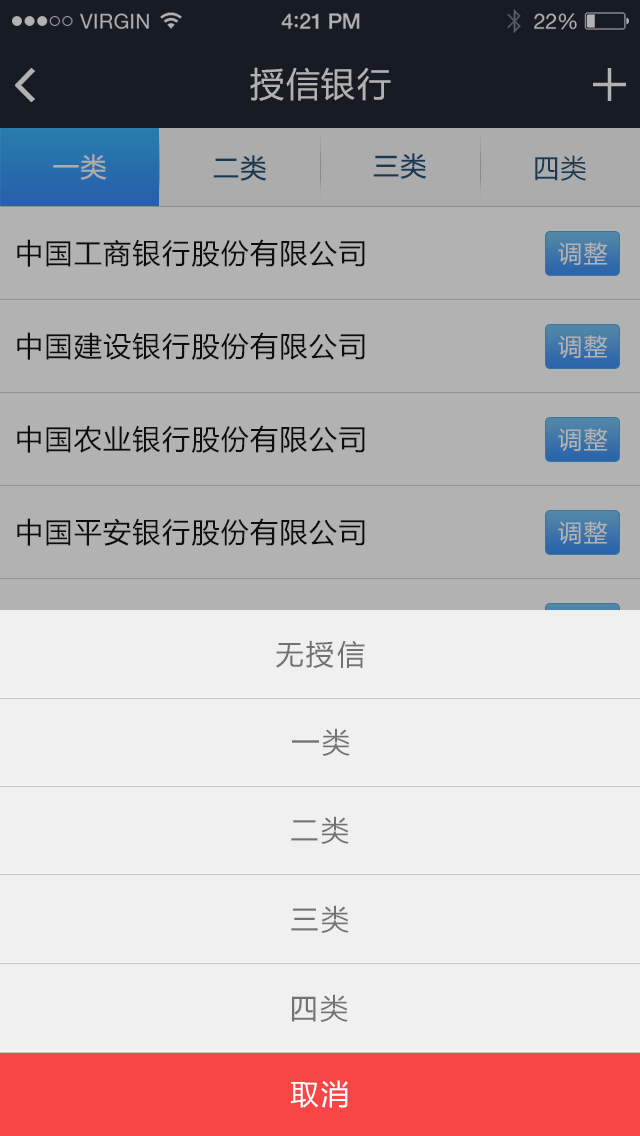 VIRGIN 4:21 PM 22%
授信银行
一类 二类 三类 四类
中国工商银行股份有限公司 调整
中国建设银行股份有限公司 调整
中国农业银行股份有限公司 调整
中国平安银行股份有限公司 调整
无授信
一类
二类
三类
四类
取消